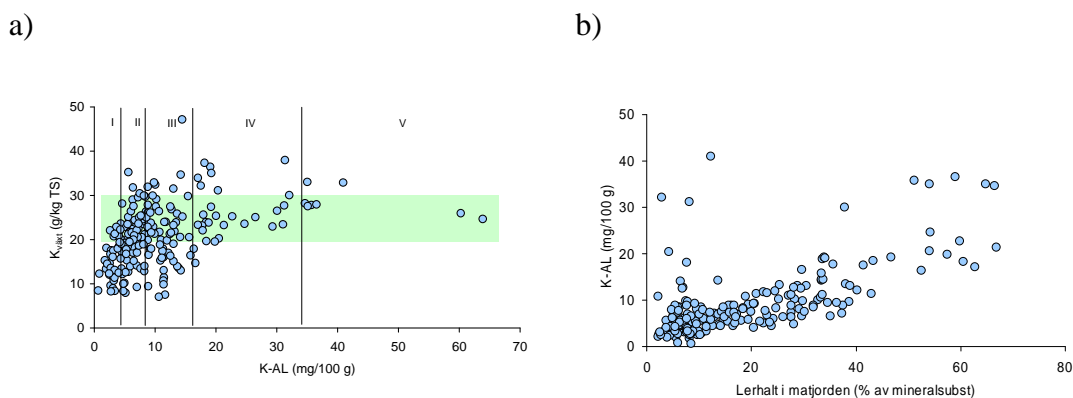 a)
b)
50
40
30
20
10
0
K_växt (g/kg TS)
I II III IV V
0 10 20 30 40 50 60 70
K-AL (mg/100 g)
50
40
30
20
10
0
K-AL (mg/100 g)
0 20 40 60 80
Lerhalt i matjorden (% av mineralsubst)